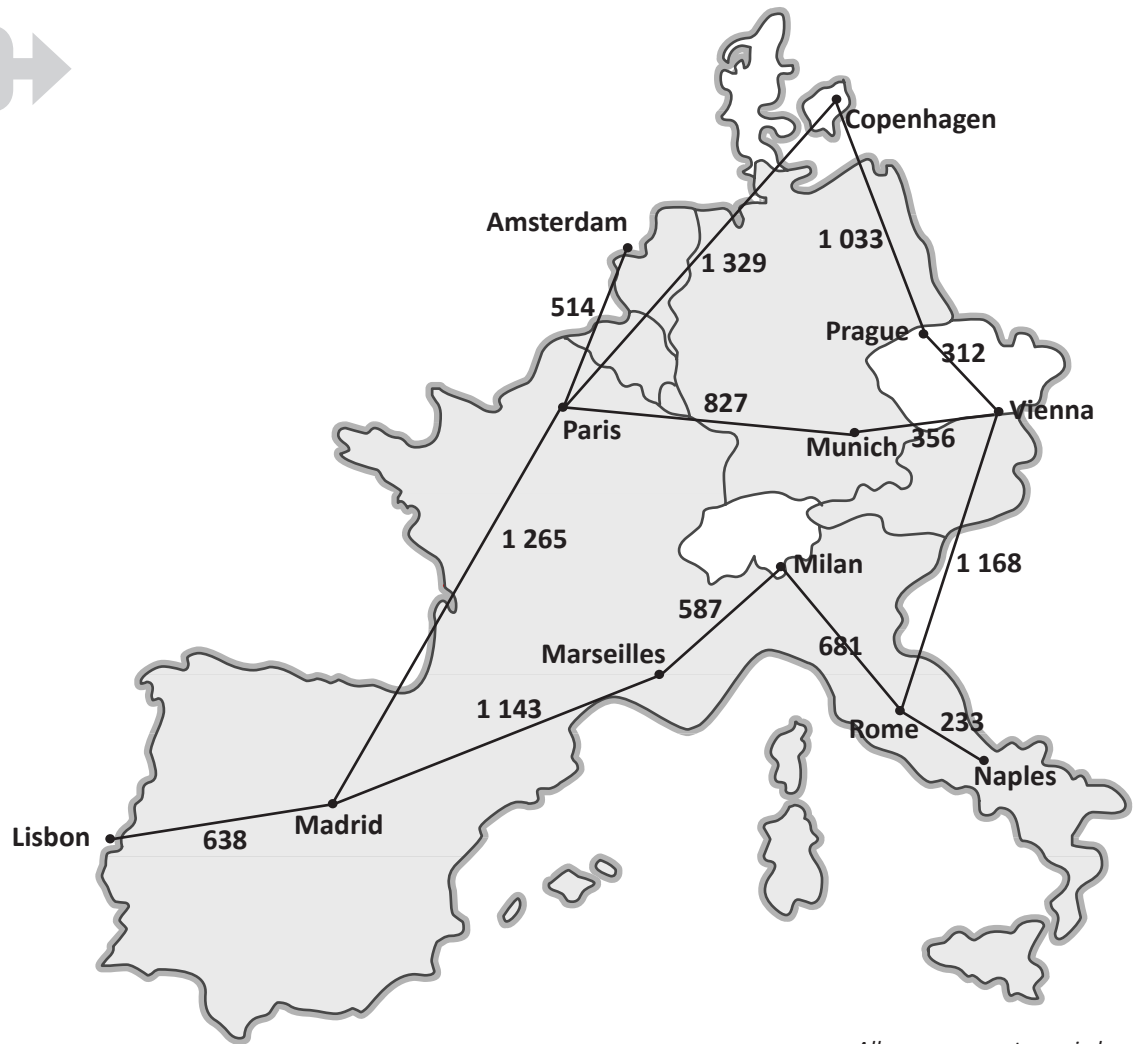 Copenhagen
Amsterdam
1 033
1 329
514
Prague
312
827
Vienna
Paris
Munich
356
1 265
Milan
1 168
587
681
Marseilles
1 143
233
Rome
Naples
Madrid
Lisbon
638